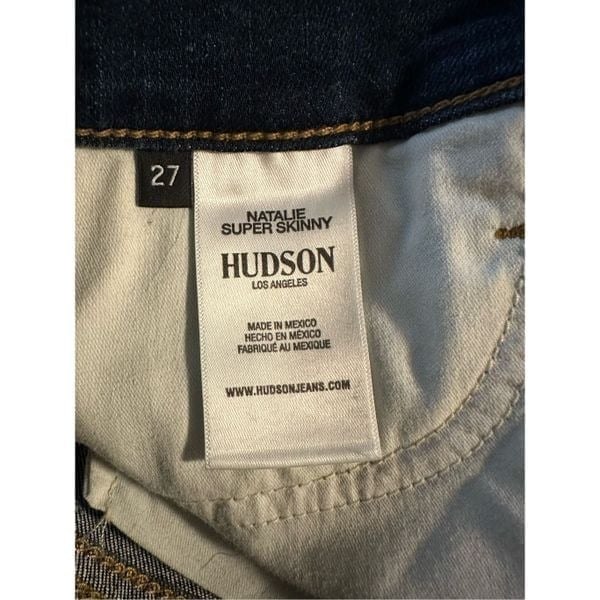 27
NATALIE
SUPER SKINNY
HUDSON
LOS ANGELES
MADE IN MEXICO
HECHO EN MÉXICO
FABRIQUÉ AU MEXIQUE
WWW.HUDSONJEANS.COM